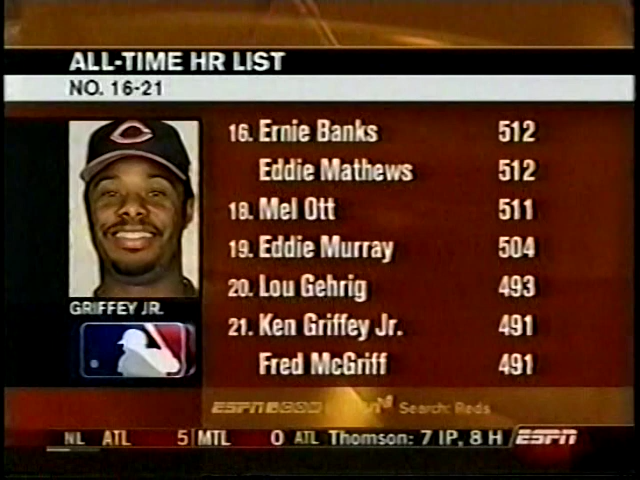 ALL-TIME HR LIST
NO. 16-21
16. Ernie Banks 512
Eddie Mathews 512
18. Mel Ott 511
19. Eddie Murray 504
20. Lou Gehrig 493
21. Ken Griffey Jr. 491
Fred McGriff 491
GRIFFEY JR.
ESPN Search: Reds
NL ATL 5 MTL 0 ATL Thomson: 7 IP, 8 H ESPN